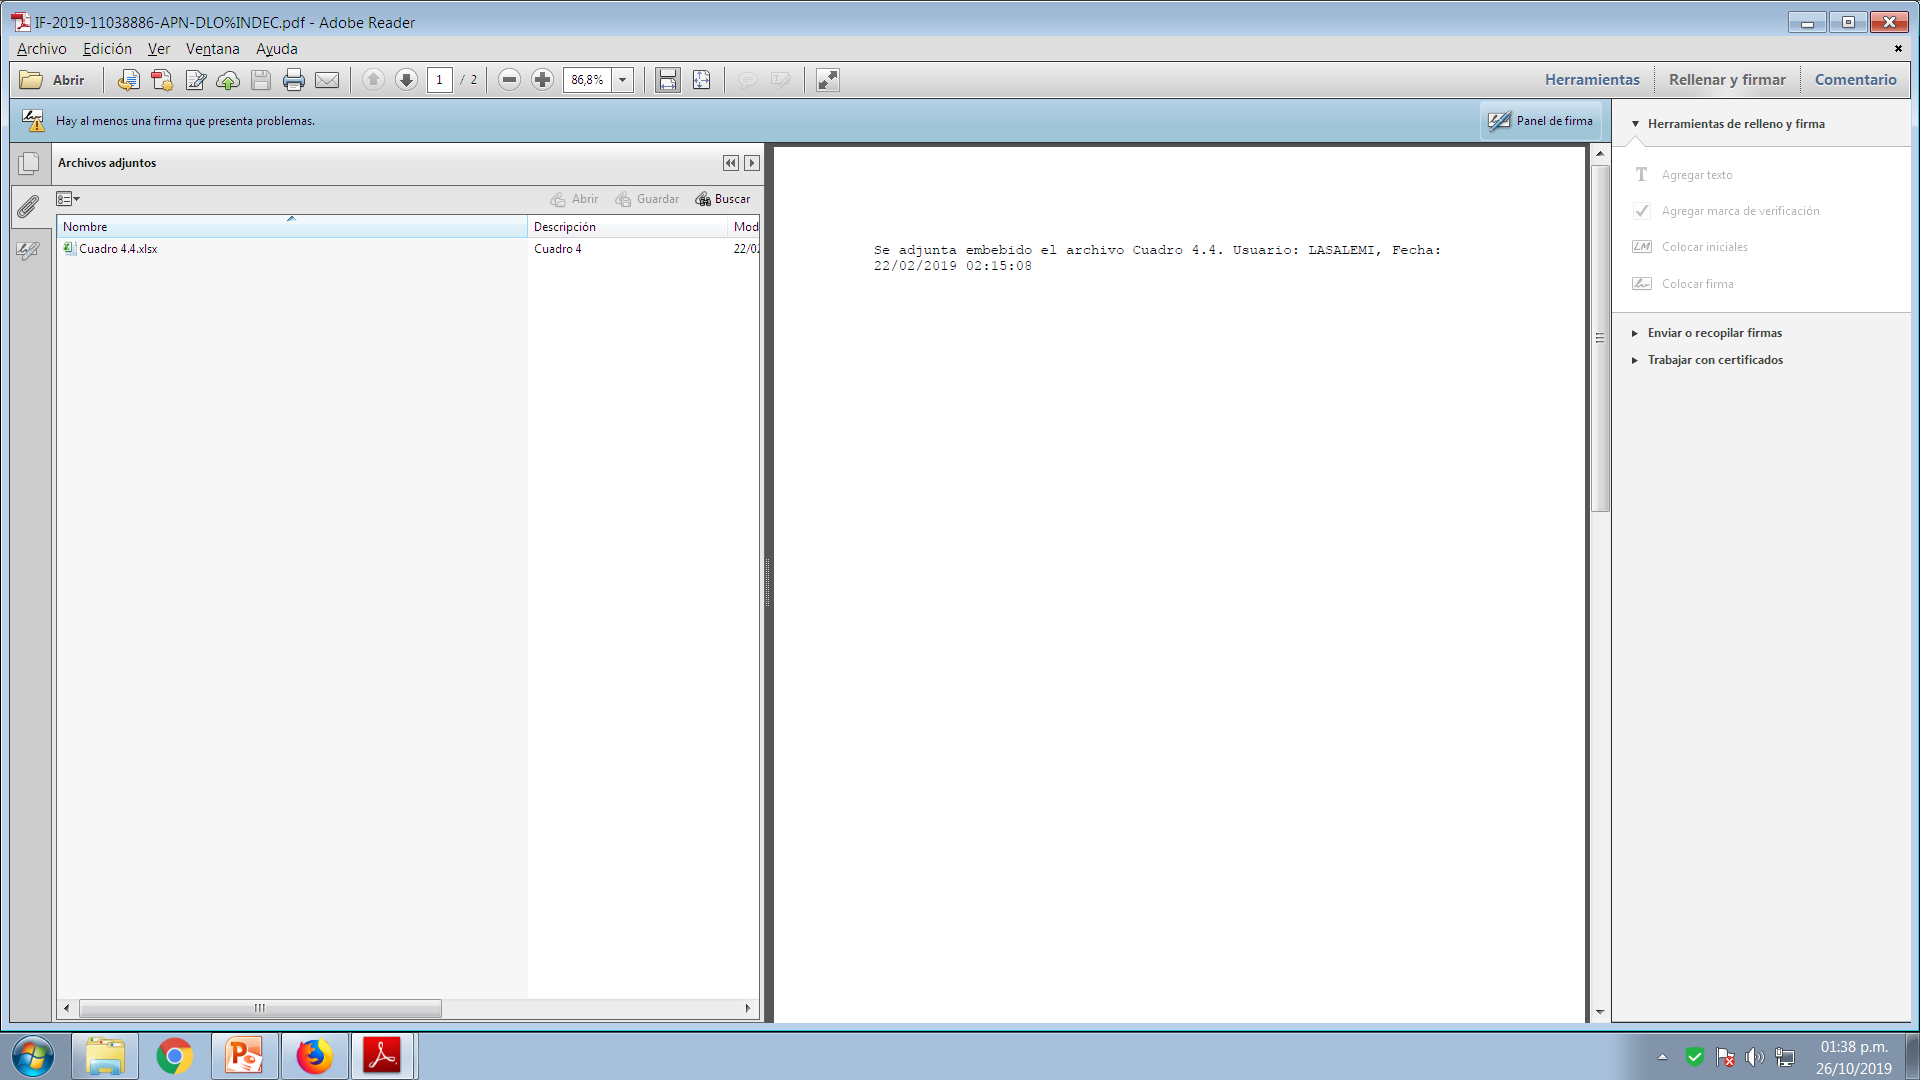 IF-2019-11038886-APN-DLO%INDEC.pdf - Adobe Reader
Archivo Edición Ver Ventana Ayuda
Abrir 1 / 2 86,8% Herramientas Rellenar y firmar Comentario
Hay al menos una firma que presenta problemas. Panel de firma
Archivos adjuntos
Abrir Guardar Buscar
Nombre Descripción Mod
Cuadro 4.4.xlsx Cuadro 4 22/02
Se adjunta embebido el archivo Cuadro 4.4. Usuario: LASALEMI, Fecha:
22/02/2019 02:15:08
Herramientas de relleno y firma
T Agregar texto
Agregar marca de verificación
LM Colocar iniciales
Colocar firma
Enviar o recopilar firmas
Trabajar con certificados
01:38 p.m.
26/10/2019